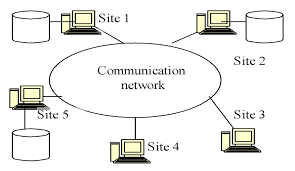 Site 1
Site 2
Communication
network
Site 5
Site 3
Site 4